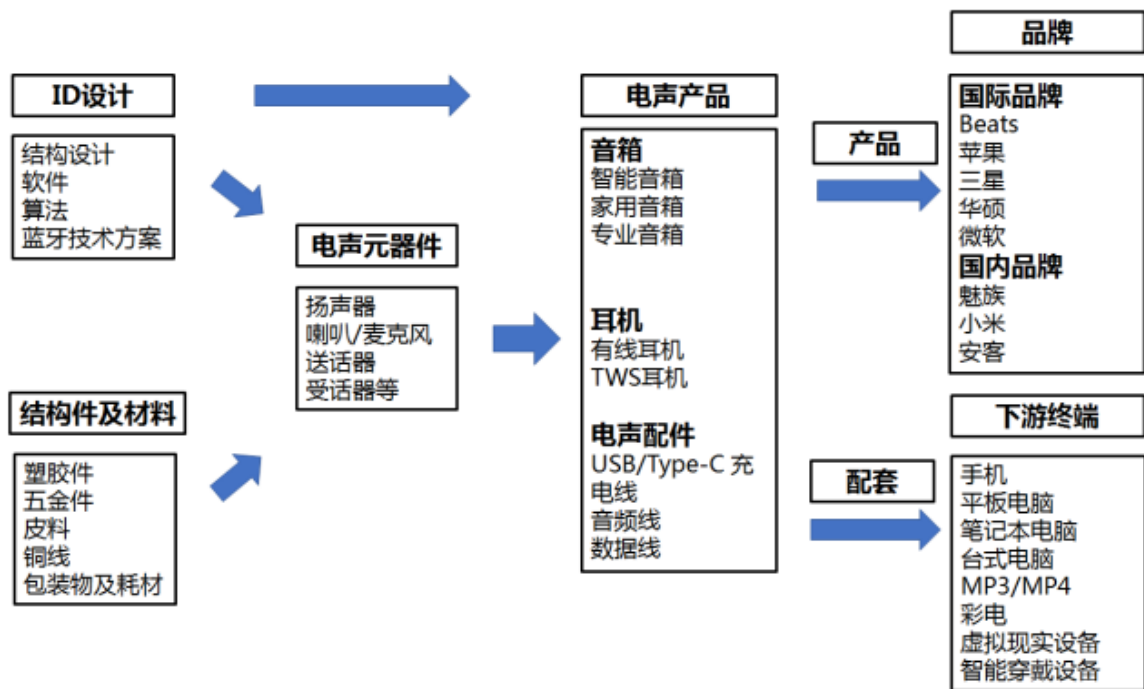 ID设计
结构设计
软件
算法
蓝牙技术方案
结构件及材料
塑胶件
五金件
皮料
铜线
包装物及耗材
电声元器件
扬声器
喇叭/麦克风
送话器
受话器等
电声产品
音箱
智能音箱
家用音箱
专业音箱
耳机
有线耳机
TWS耳机
电声配件
USB/Type-C 充
电线
音频线
数据线
产品
配套
品牌
国际品牌
Beats
苹果
三星
华硕
微软
国内品牌
魅族
小米
安客
下游终端
手机
平板电脑
笔记本电脑
台式电脑
MP3/MP4
彩电
虚拟现实设备
智能穿戴设备